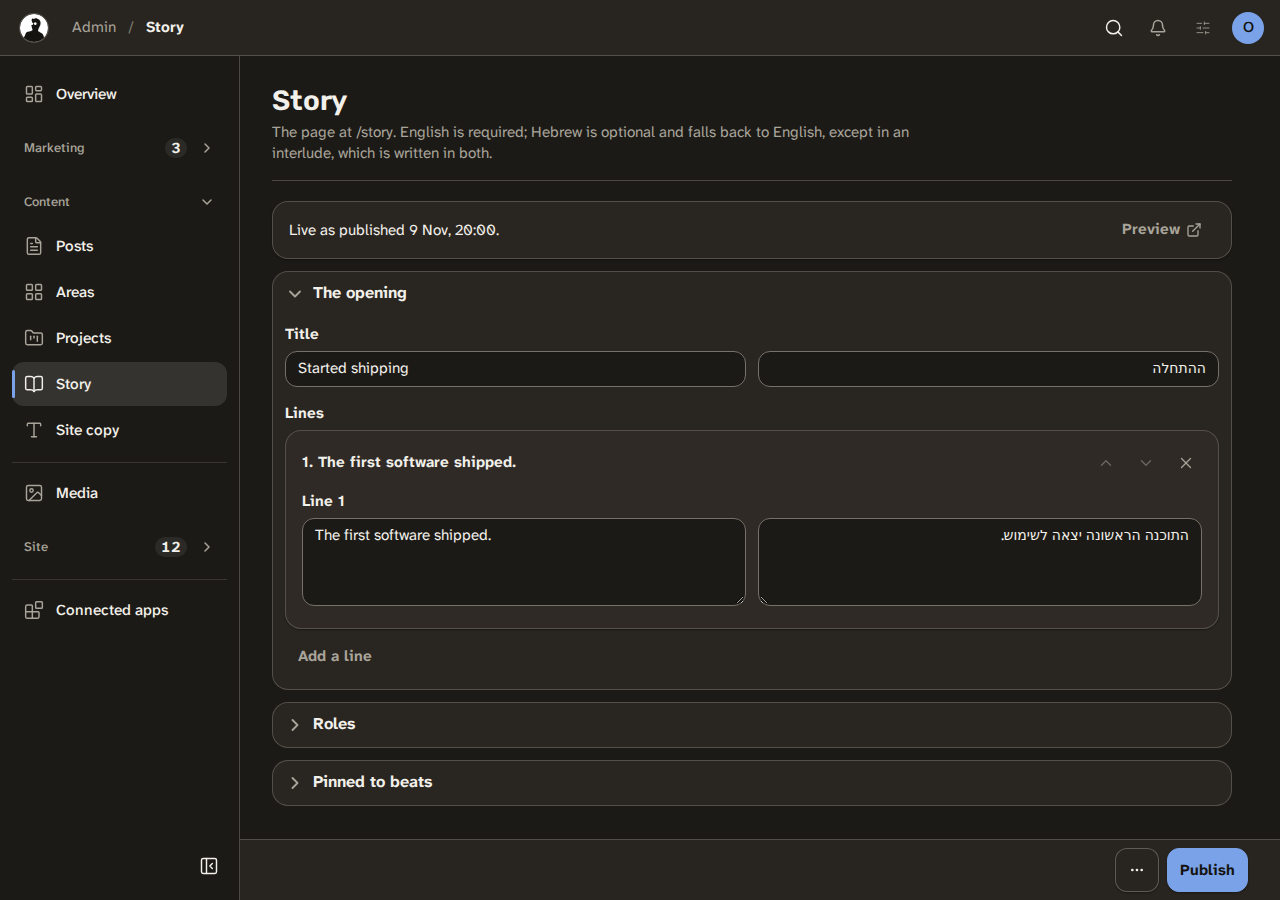 Admin / Story
O
Overview
Marketing 3
Content
Posts
Areas
Projects
Story
Site copy
Media
Site 12
Connected apps
Story
The page at /story. English is required; Hebrew is optional and falls back to English, except in an
interlude, which is written in both.
Live as published 9 Nov, 20:00.
Preview
The opening
Title
Started shipping
ההתחלה
Lines
1. The first software shipped.
Line 1
The first software shipped.
התוכנה הראשונה יצאה לשימוש.
Add a line
Roles
Pinned to beats
Publish